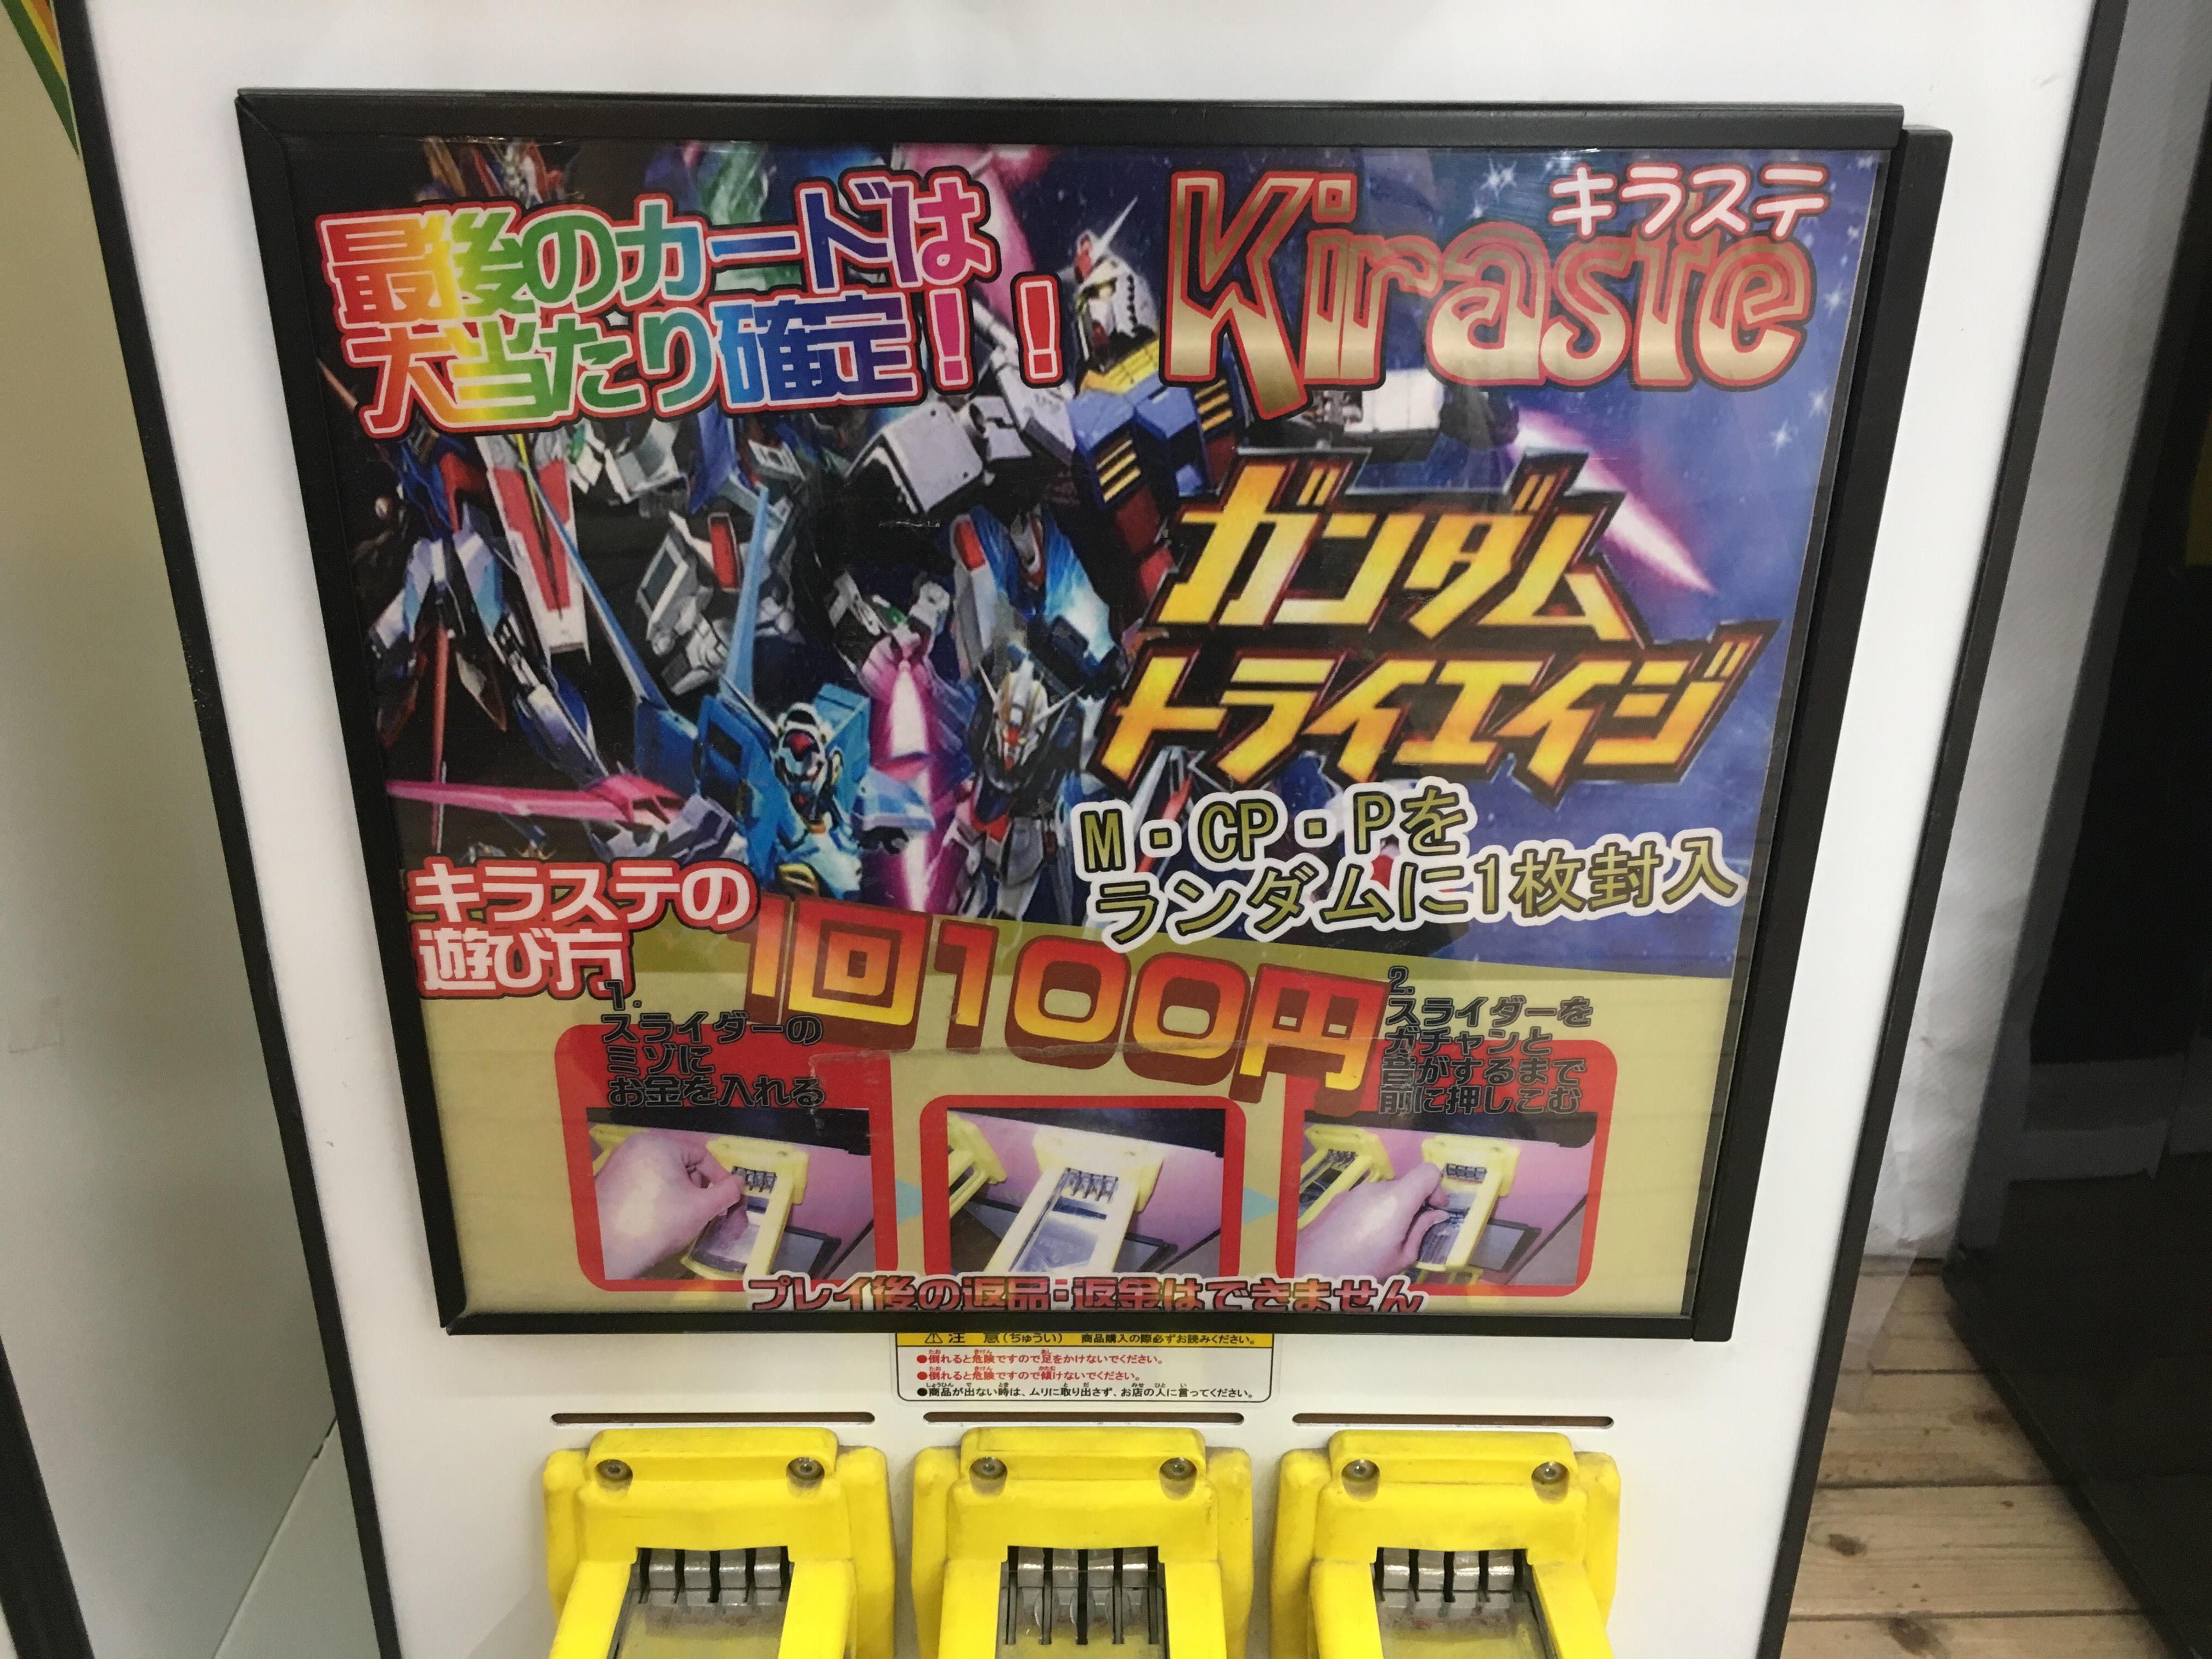 最後のカードは
大当たり確定！！
キラステ
Kiraste
ガンダム
トライエイジ
M・CP・Pを
ランダムに1枚封入
キラステの
遊び方
1回100円
1.
スライダーの
ミゾに
お金を入れる
2.
スライダーを
ガチャンと
音がするまで
前に押しこむ
プレイ後の返品・返金はできません
⚠注 意(ちゅうい) 商品購入の際必ずお読みください。
●倒れると危険ですので足をかけないでください。
●倒れると危険ですので傾けないでください。
●商品が出ない時は、ムリに取り出さず、お店の人に言ってください。